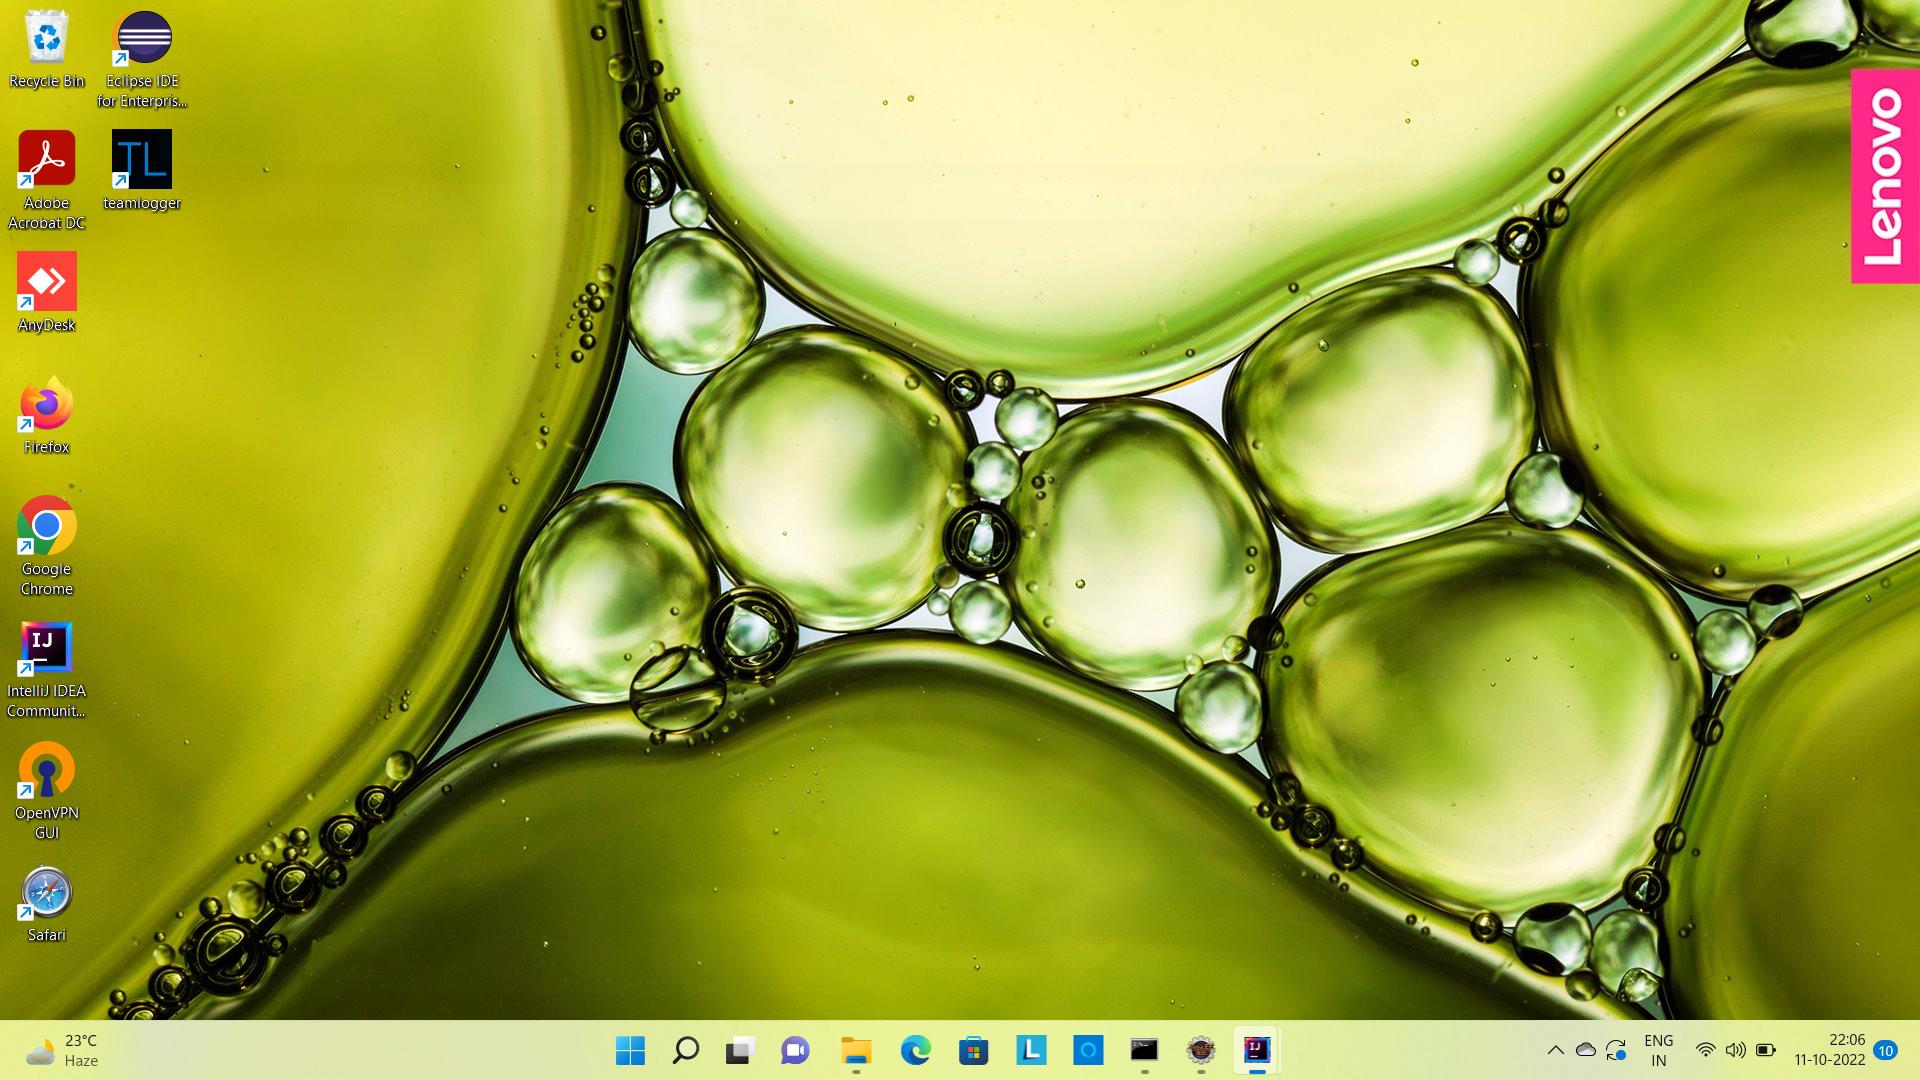 Recycle Bin
Eclipse IDE
for Enterpris...
Adobe
Acrobat DC
TL
teamlogger
AnyDesk
Firefox
Google
Chrome
IJ
IntelliJ IDEA
Communit...
OpenVPN
GUI
Safari
Lenovo
23°C
Haze
L
IJ
ENG
IN
22:06
11-10-2022
10